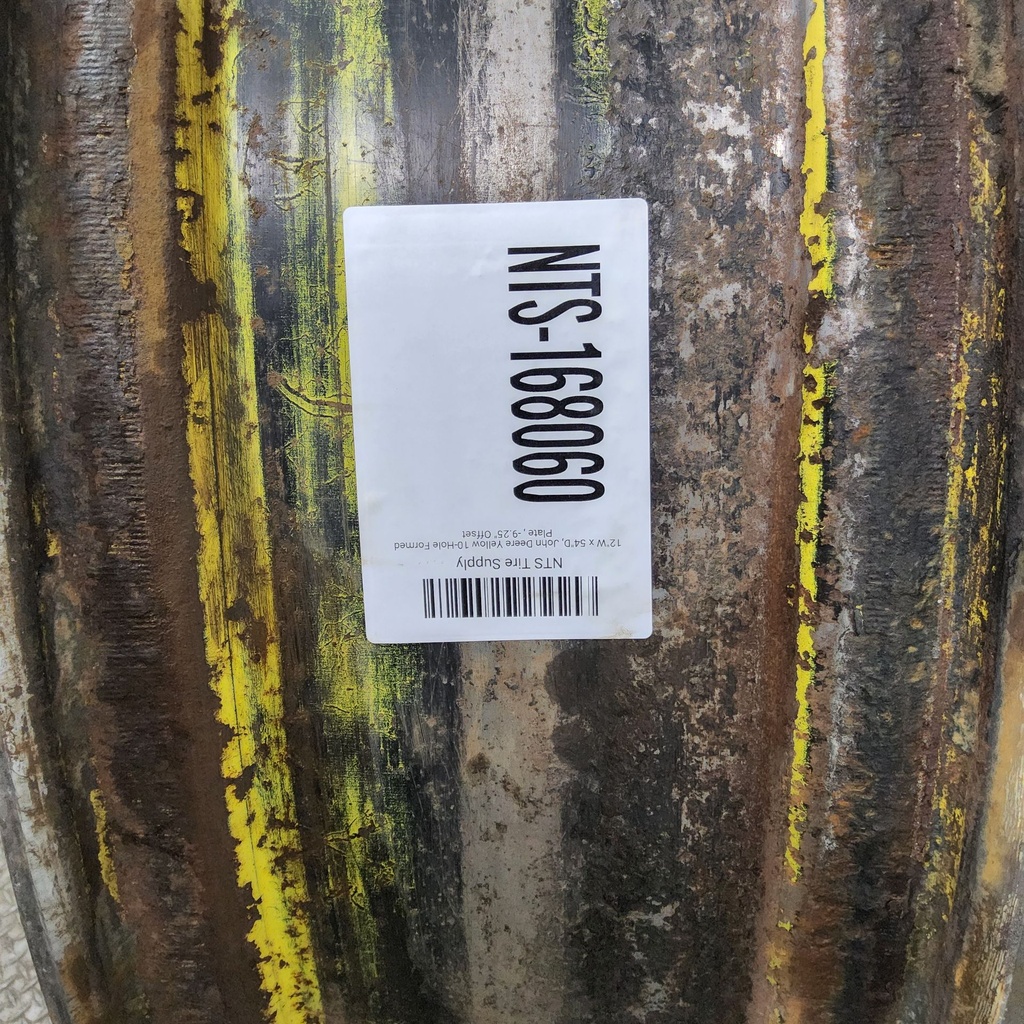 NTS-168060
NTS Tire Supply
12"W x 54"D, John Deere Yellow 10-Hole Formed
Plate, -9.25" Offset